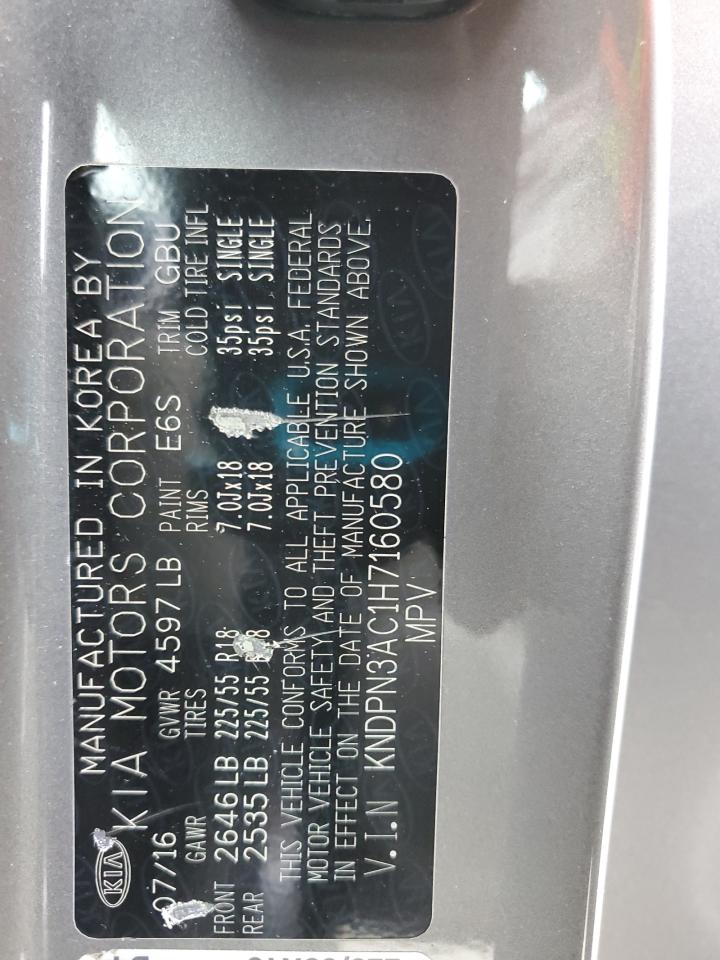 MANUFACTURED IN KOREA BY
KIA KIA MOTORS CORPORATION
07/16 GVWR 4597 LB PAINT E6S TRIM GBU
GAWR TIRES RIMS COLD TIRE INFL
FRONT 2646 LB 225/55 R18 7.0Jx18 35psi SINGLE
REAR 2535 LB 225/55 7.0Jx18 35psi SINGLE
THIS VEHICLE CONFORMS TO ALL APPLICABLE U.S.A. FEDERAL
MOTOR VEHICLE SAFETY AND THEFT PREVENTION STANDARDS
IN EFFECT ON THE DATE OF MANUFACTURE SHOWN ABOVE.
V.I.N KNDPN3AC1H7160580
MPV